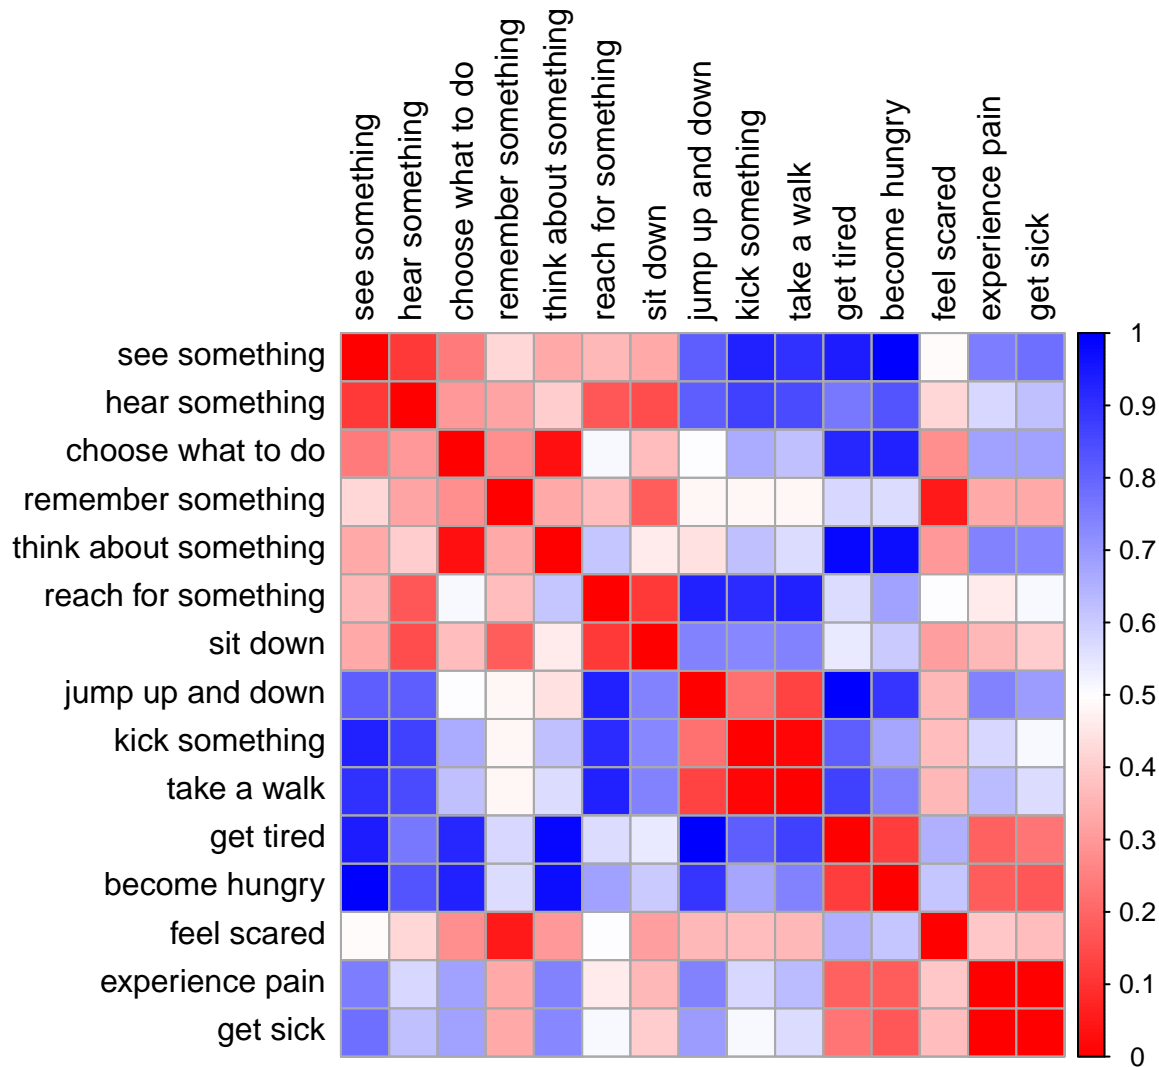 see something
hear something
choose what to do
remember something
think about something
reach for something
sit down
jump up and down
kick something
take a walk
get tired
become hungry
feel scared
experience pain
get sick
see something
hear something
choose what to do
remember something
think about something
reach for something
sit down
jump up and down
kick something
take a walk
get tired
become hungry
feel scared
experience pain
get sick
1
0.9
0.8
0.7
0.6
0.5
0.4
0.3
0.2
0.1
0